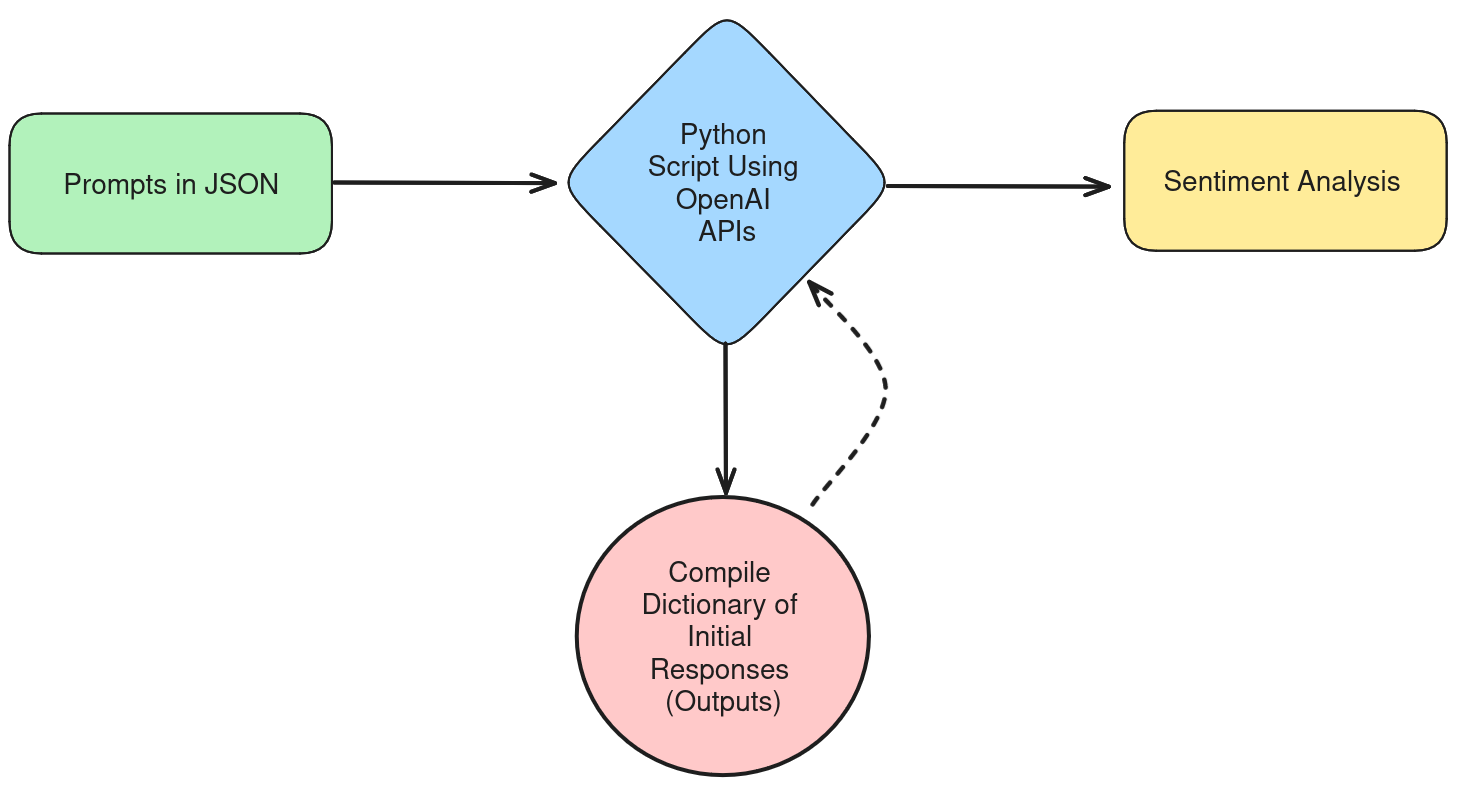 Prompts in JSON
Python
Script Using
OpenAI
APIs
Sentiment Analysis
Compile
Dictionary of
Initial
Responses
(Outputs)